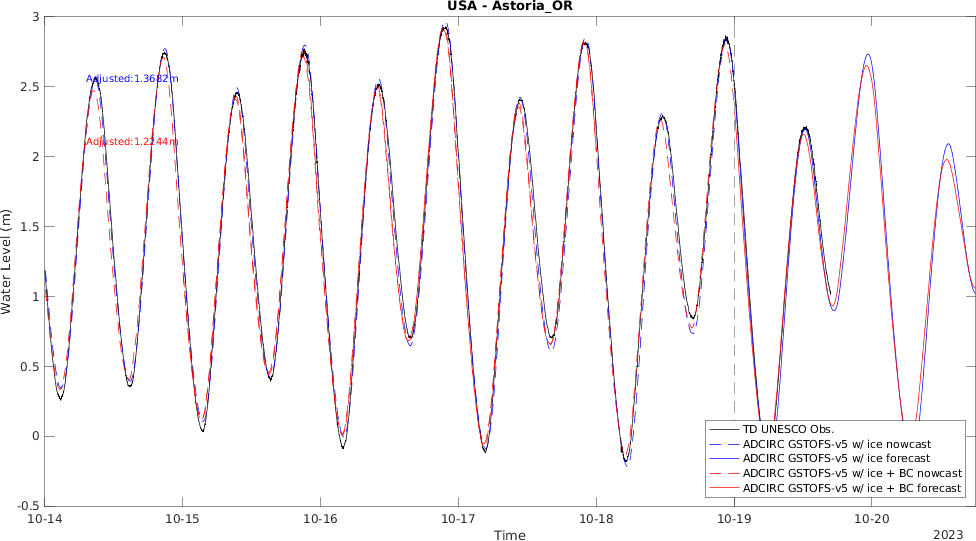 USA - Astoria_OR
3
2.5
2
1.5
1
0.5
0
-0.5
Water Level (m)
Adjusted:1.3682m
Adjusted:1.2244m
TD UNESCO Obs.
ADCIRC GSTOFS-v5 w/ ice nowcast
ADCIRC GSTOFS-v5 w/ ice forecast
ADCIRC GSTOFS-v5 w/ ice + BC nowcast
ADCIRC GSTOFS-v5 w/ ice + BC forecast
10-14 10-15 10-16 10-17 10-18 10-19 10-20
Time
2023